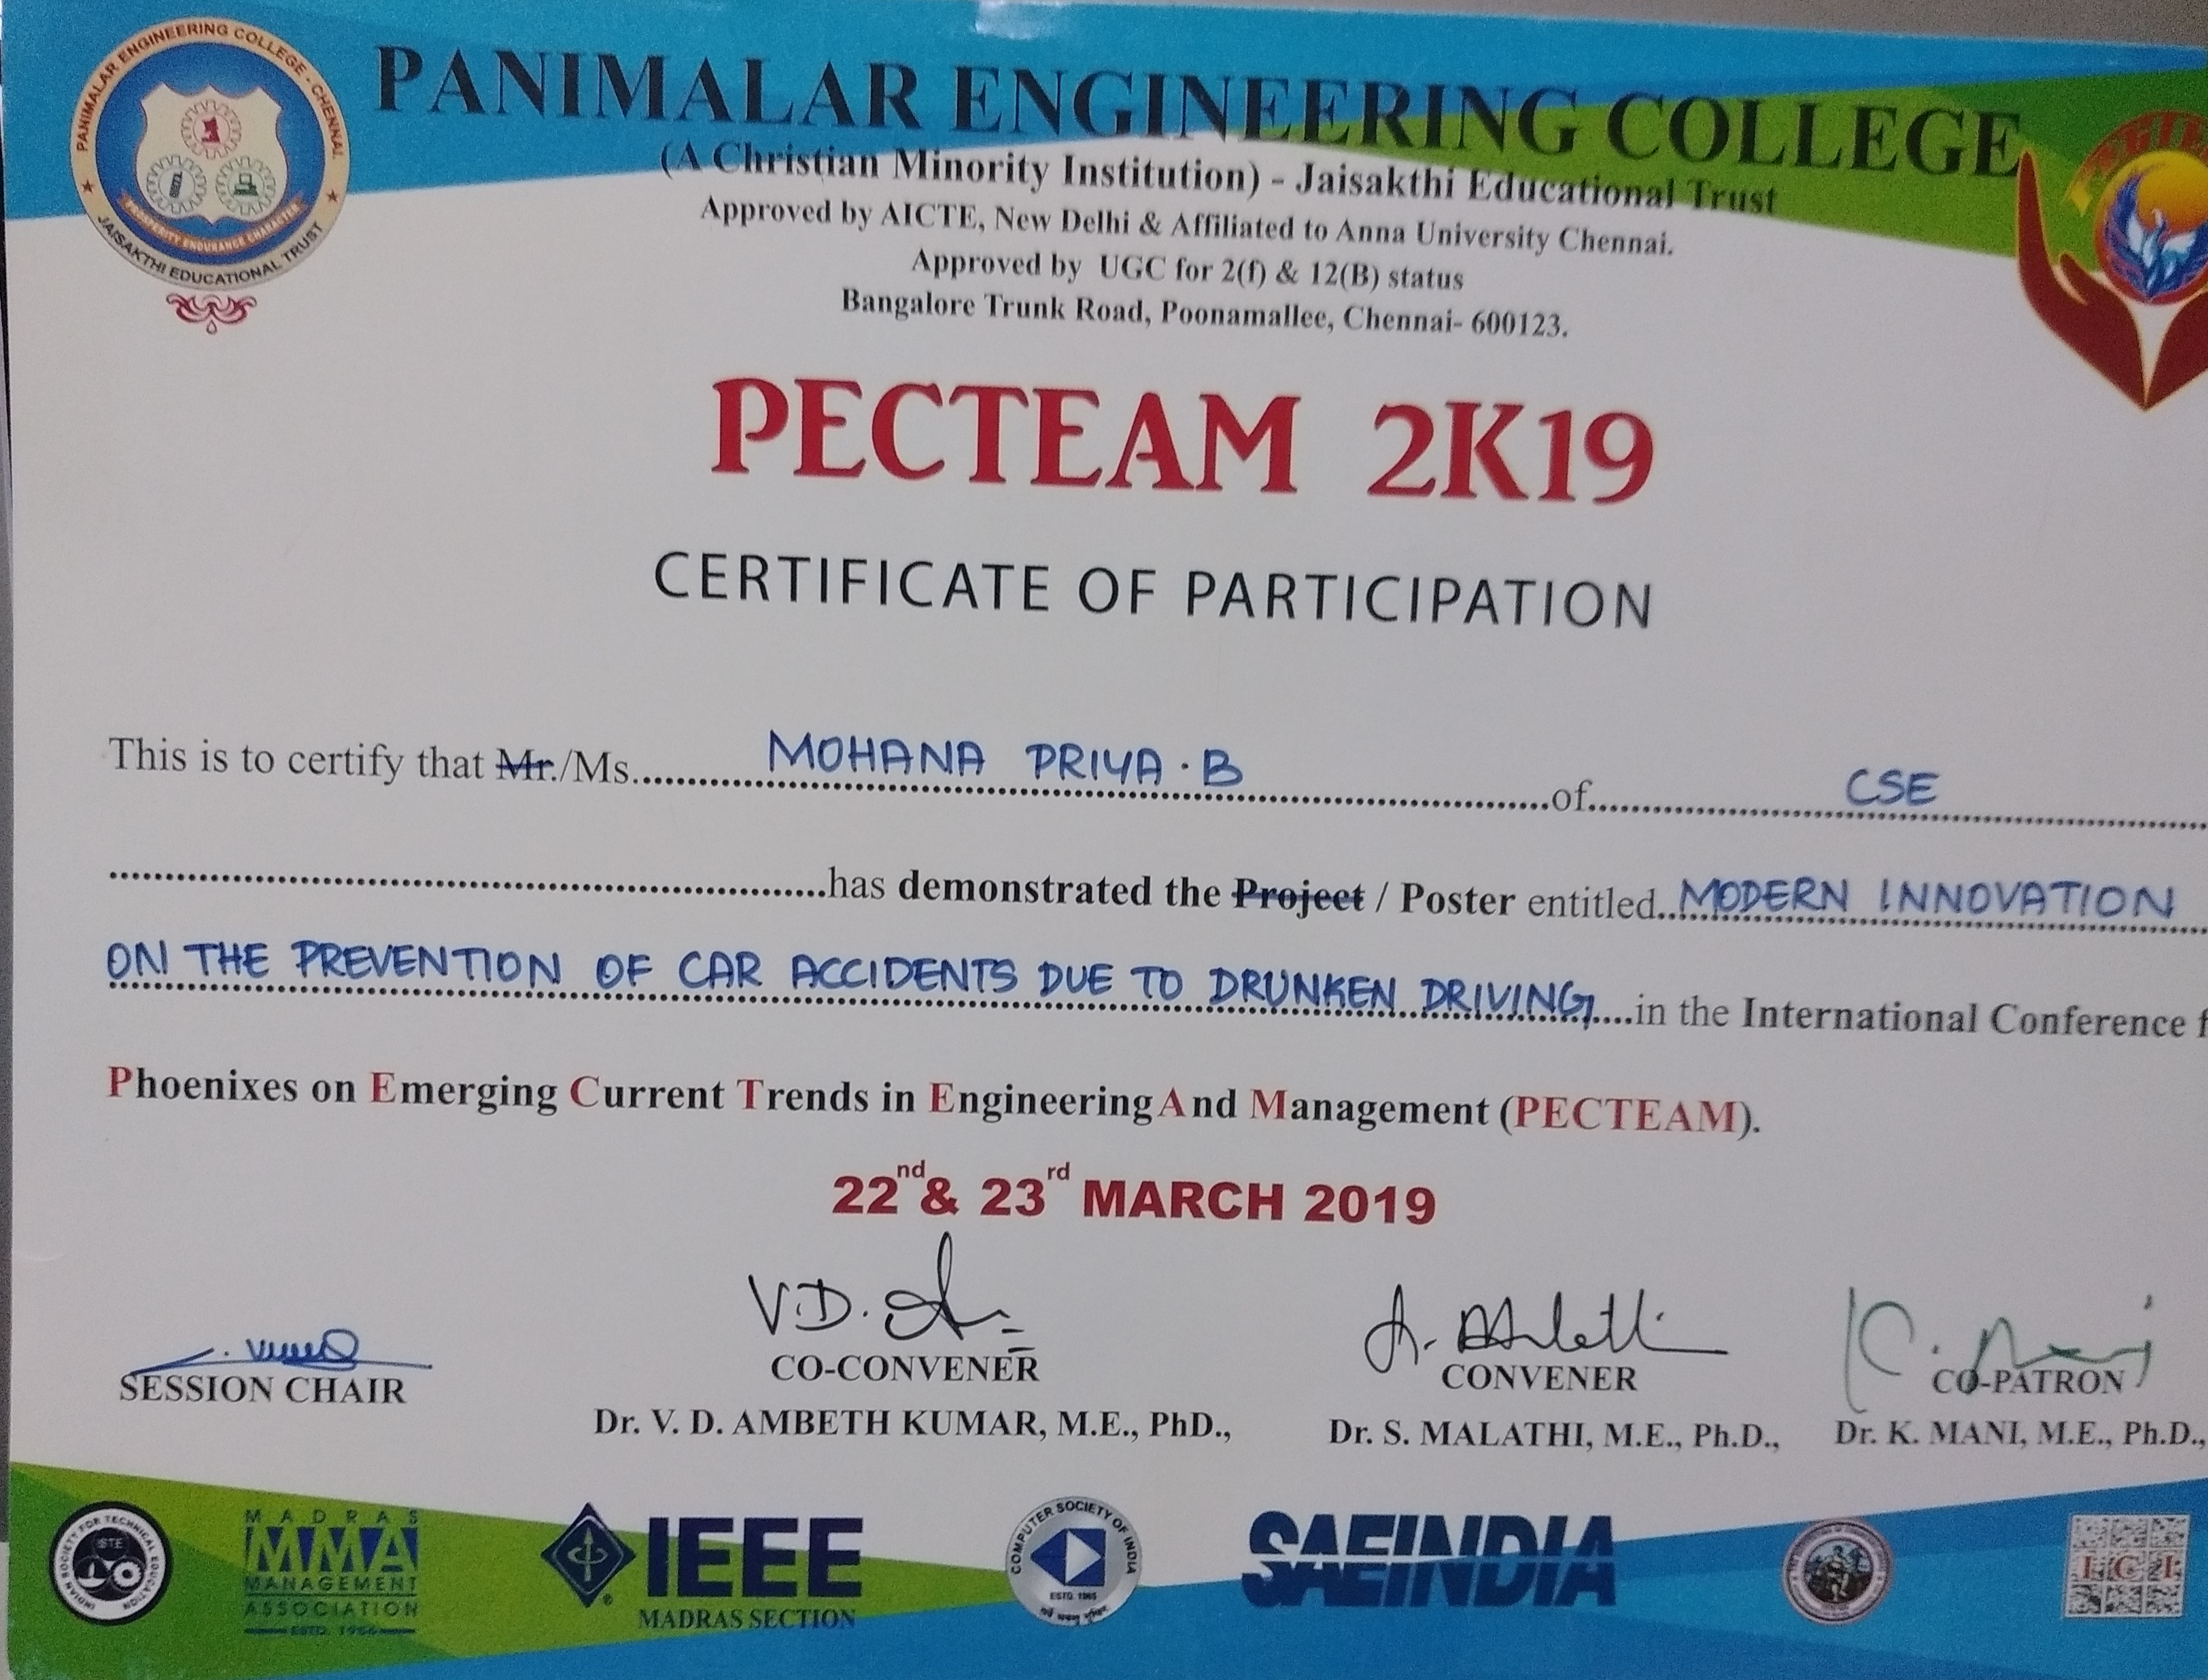 PANIMALAR ENGINEERING COLLEGE
(A Christian Minority Institution) - Jaisakthi Educational Trust
Approved by AICTE, New Delhi & Affiliated to Anna University Chennai.
Approved by UGC for 2(f) & 12(B) status
Bangalore Trunk Road, Poonamallee, Chennai- 600123.
PANIMALAR ENGINEERING COLLEGE - CHENNAI
PROSPERITY ENDURANCE CHARACTER
JAISAKTHI EDUCATIONAL TRUST
PECTEAM 2K19
CERTIFICATE OF PARTICIPATION
This is to certify that Mr./Ms. MOHANA PRIYA . B of CSE
has demonstrated the Project / Poster entitled MODERN INNOVATION
ON THE PREVENTION OF CAR ACCIDENTS DUE TO DRUNKEN DRIVING in the International Conference f
Phoenixes on Emerging Current Trends in Engineering And Management (PECTEAM).
22nd & 23rd MARCH 2019
V.D.
K. Mani
SESSION CHAIR
CO-CONVENER
CONVENER
CO-PATRON
Dr. V. D. AMBETH KUMAR, M.E., PhD.,
Dr. S. MALATHI, M.E., Ph.D.,
Dr. K. MANI, M.E., Ph.D.,
INDIAN SOCIETY FOR TECHNICAL EDUCATION
ISTE
MADRAS
MMA
MANAGEMENT
ASSOCIATION
ESTD. 1956
IEEE
MADRAS SECTION
COMPUTER SOCIETY OF INDIA
ESTD. 1965
SAEINDIA
I C I